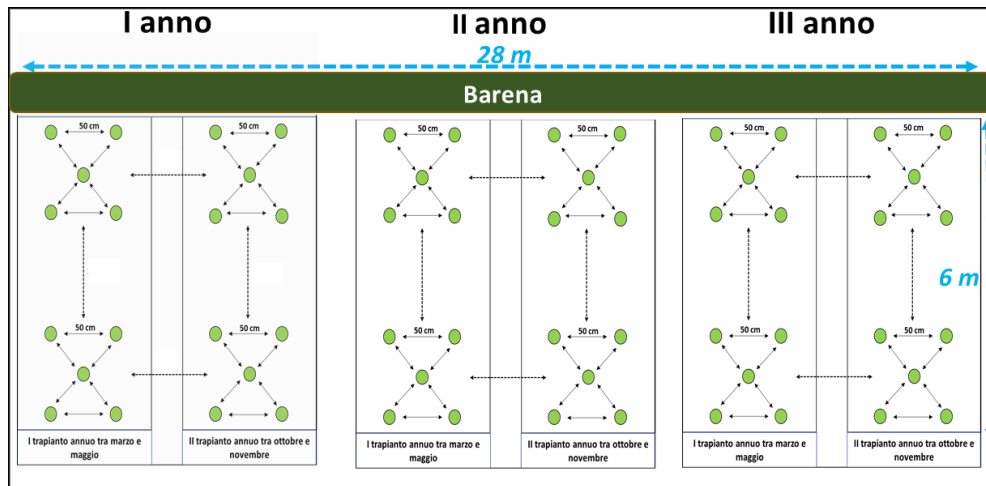 I anno
II anno
III anno
28 m
Barena
50 cm
50 cm
50 cm
50 cm
50 cm
50 cm
6 m
50 cm
50 cm
50 cm
50 cm
50 cm
50 cm
I trapianto annuo tra marzo e
maggio
II trapianto annuo tra ottobre e
novembre
I trapianto annuo tra marzo e
maggio
II trapianto annuo tra ottobre e
novembre
I trapianto annuo tra marzo e
maggio
II trapianto annuo tra ottobre e
novembre